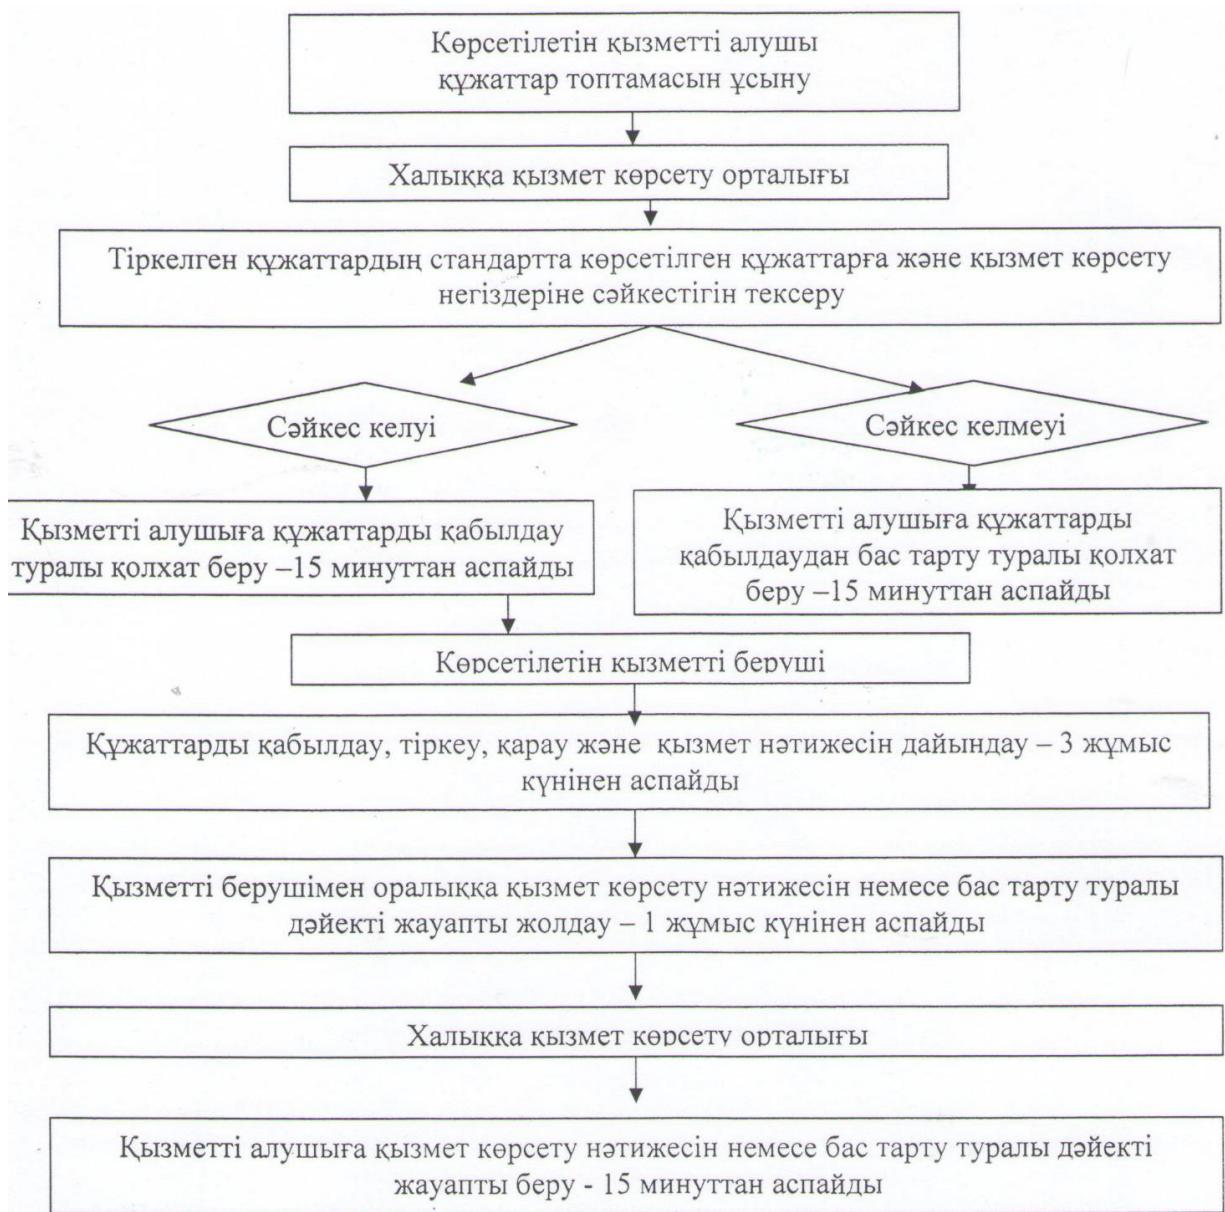 Көрсетілетін қызметті алушы
құжаттар топтамасын ұсыну
Халыққа қызмет көрсету орталығы
Тіркелген құжаттардың стандартта көрсетілген құжаттарға және қызмет көрсету
негіздеріне сәйкестігін тексеру
Сәйкес келуі
Сәйкес келмеуі
Қызметті алушыға құжаттарды қабылдау
туралы қолхат беру –15 минуттан аспайды
Қызметті алушыға құжаттарды
қабылдаудан бас тарту туралы қолхат
беру –15 минуттан аспайды
Көрсетілетін қызметті беруші
Құжаттарды қабылдау, тіркеу, қарау және қызмет нәтижесін дайындау – 3 жұмыс
күнінен аспайды
Қызметті берушімен оралыққа қызмет көрсету нәтижесін немесе бас тарту туралы
дәйекті жауапты жолдау – 1 жұмыс күнінен аспайды
Халыққа қызмет көрсету орталығы
Қызметті алушыға қызмет көрсету нәтижесін немесе бас тарту туралы дәйекті
жауапты беру - 15 минуттан аспайды